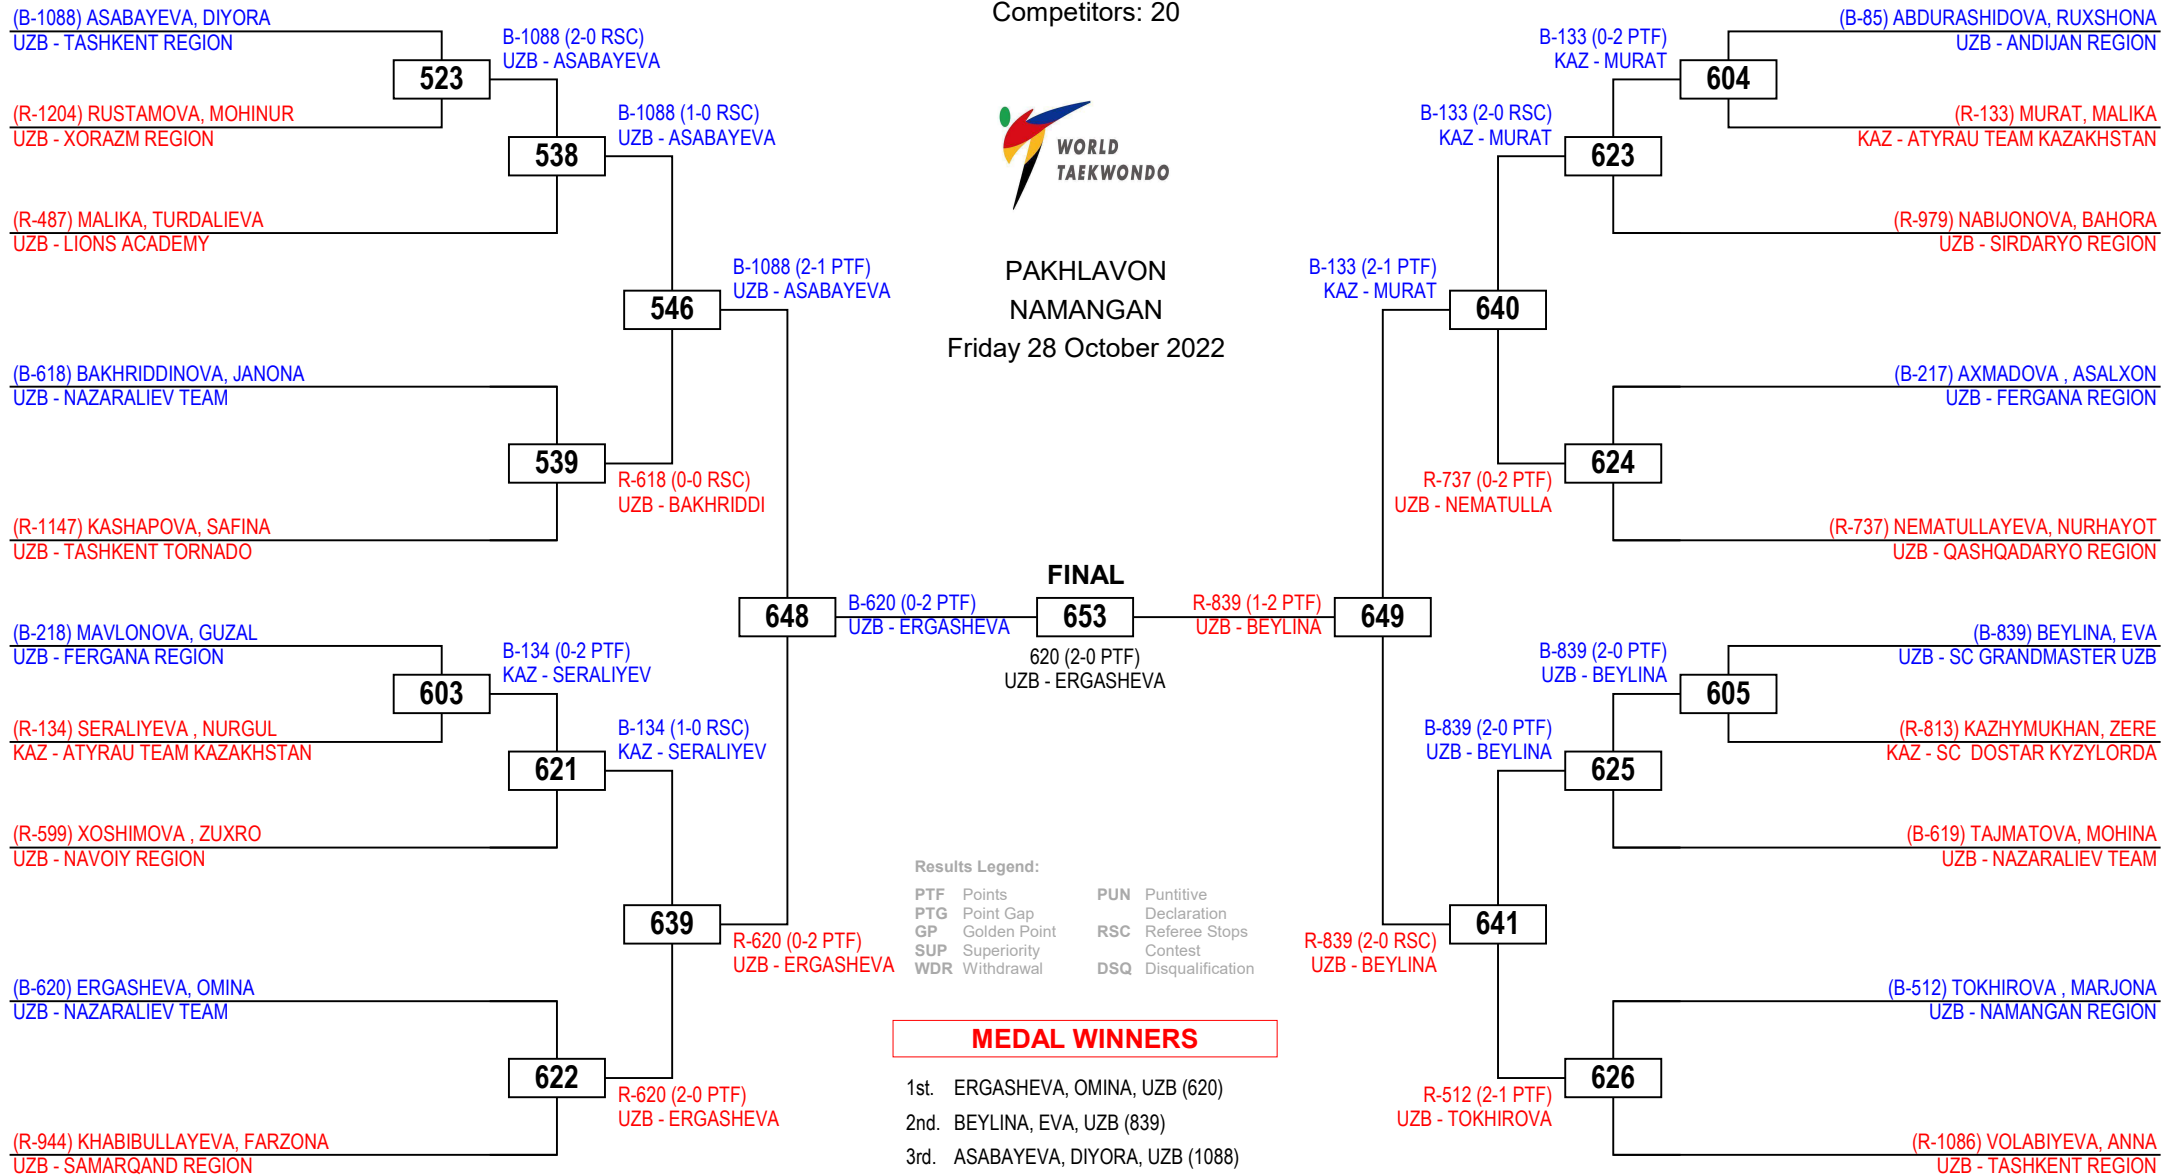 Competitors: 20
WORLD
TAEKWONDO
PAKHLAVON
NAMANGAN
Friday 28 October 2022
(B-1088) ASABAYEVA, DIYORA
UZB - TASHKENT REGION
523
(R-1204) RUSTAMOVA, MOHINUR
UZB - XORAZM REGION
B-1088 (2-0 RSC)
UZB - ASABAYEVA
538
(R-487) MALIKA, TURDALIEVA
UZB - LIONS ACADEMY
B-1088 (1-0 RSC)
UZB - ASABAYEVA
546
B-1088 (2-1 PTF)
UZB - ASABAYEVA
(B-618) BAKHRIDDINOVA, JANONA
UZB - NAZARALIEV TEAM
539
R-618 (0-0 RSC)
UZB - BAKHRIDDI
(R-1147) KASHAPOVA, SAFINA
UZB - TASHKENT TORNADO
648
B-620 (0-2 PTF)
UZB - ERGASHEVA
(B-218) MAVLONOVA, GUZAL
UZB - FERGANA REGION
603
(R-134) SERALIYEVA , NURGUL
KAZ - ATYRAU TEAM KAZAKHSTAN
B-134 (0-2 PTF)
KAZ - SERALIYEV
621
B-134 (1-0 RSC)
KAZ - SERALIYEV
(R-599) XOSHIMOVA , ZUXRO
UZB - NAVOIY REGION
639
R-620 (0-2 PTF)
UZB - ERGASHEVA
(B-620) ERGASHEVA, OMINA
UZB - NAZARALIEV TEAM
622
R-620 (2-0 PTF)
UZB - ERGASHEVA
(R-944) KHABIBULLAYEVA, FARZONA
UZB - SAMARQAND REGION
FINAL
653
620 (2-0 PTF)
UZB - ERGASHEVA
(B-85) ABDURASHIDOVA, RUXSHONA
UZB - ANDIJAN REGION
B-133 (0-2 PTF)
KAZ - MURAT
604
(R-133) MURAT, MALIKA
KAZ - ATYRAU TEAM KAZAKHSTAN
B-133 (2-0 RSC)
KAZ - MURAT
623
(R-979) NABIJONOVA, BAHORA
UZB - SIRDARYO REGION
B-133 (2-1 PTF)
KAZ - MURAT
640
(B-217) AXMADOVA , ASALXON
UZB - FERGANA REGION
624
R-737 (0-2 PTF)
UZB - NEMATULLA
(R-737) NEMATULLAYEVA, NURHAYOT
UZB - QASHQADARYO REGION
R-839 (1-2 PTF)
UZB - BEYLINA
649
(B-839) BEYLINA, EVA
UZB - SC GRANDMASTER UZB
B-839 (2-0 PTF)
UZB - BEYLINA
605
(R-813) KAZHYMUKHAN, ZERE
KAZ - SC  DOSTAR KYZYLORDA
B-839 (2-0 PTF)
UZB - BEYLINA
625
(B-619) TAJMATOVA, MOHINA
UZB - NAZARALIEV TEAM
641
R-839 (2-0 RSC)
UZB - BEYLINA
(B-512) TOKHIROVA , MARJONA
UZB - NAMANGAN REGION
626
R-512 (2-1 PTF)
UZB - TOKHIROVA
(R-1086) VOLABIYEVA, ANNA
UZB - TASHKENT REGION
Results Legend:
PTF Points
PTG Point Gap
GP Golden Point
SUP Superiority
WDR Withdrawal
PUN Puntitive
Declaration
RSC Referee Stops
Contest
DSQ Disqualification
MEDAL WINNERS
1st. ERGASHEVA, OMINA, UZB (620)
2nd. BEYLINA, EVA, UZB (839)
3rd. ASABAYEVA, DIYORA, UZB (1088)